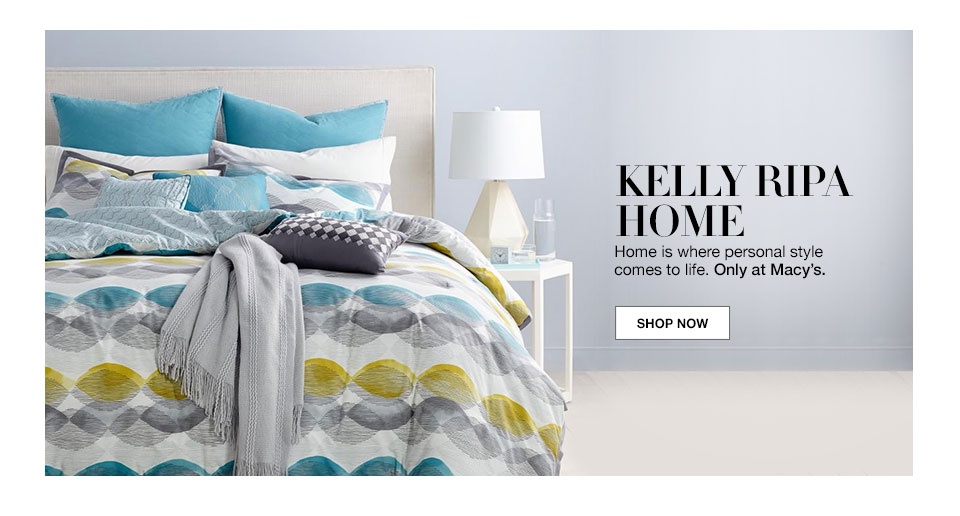 KELLY RIPA
HOME
Home is where personal style
comes to life. Only at Macy's.
SHOP NOW